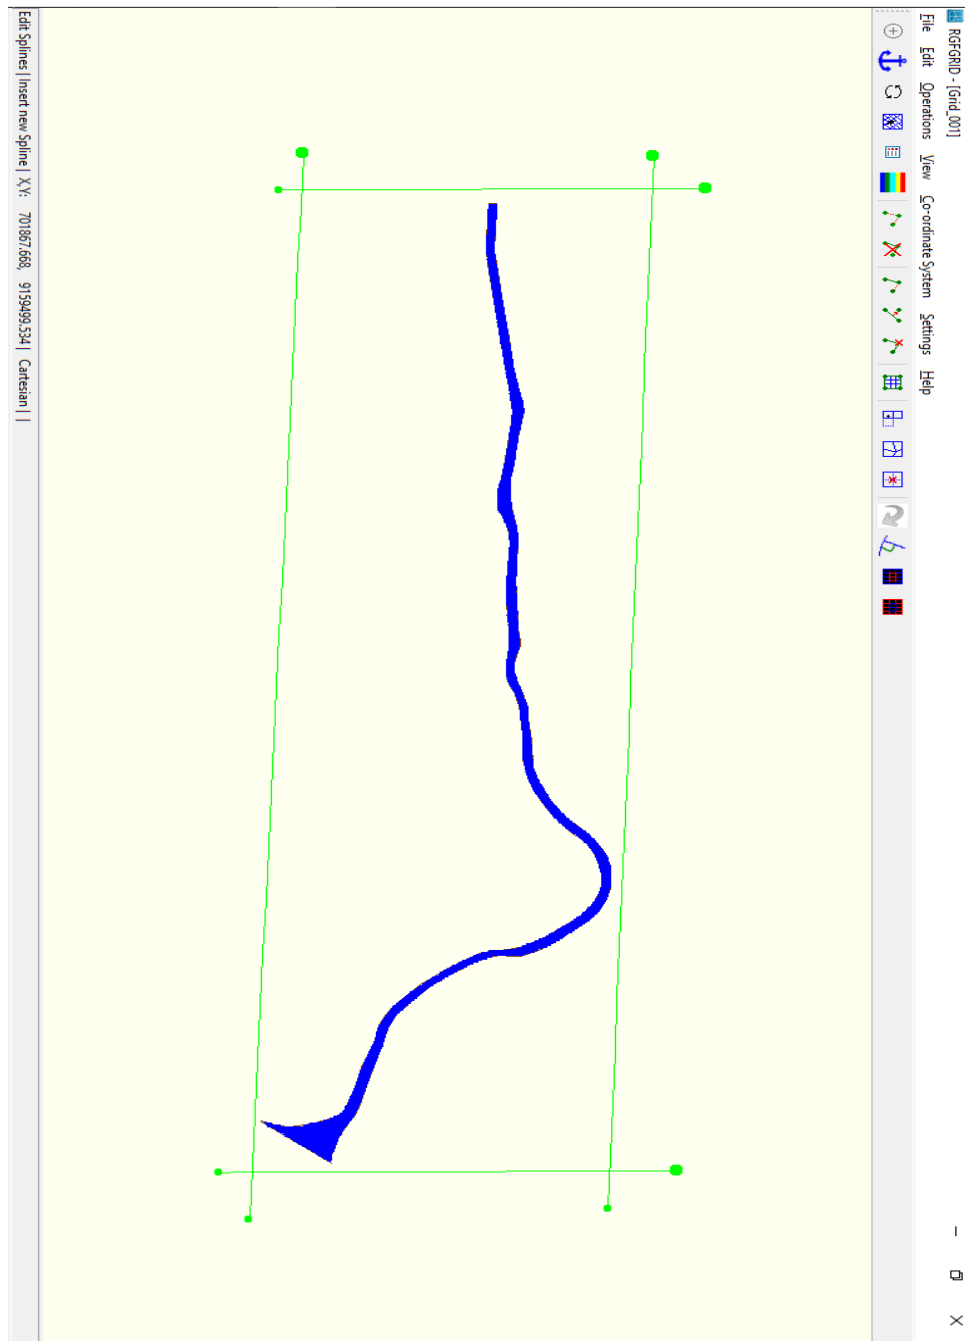 RGFGRID - [Grid_001]
File Edit Operations View Co-ordinate System Settings Help
Edit Splines | Insert new Spline | X,Y: 701867.668, 9159499.534 | Cartesian | |